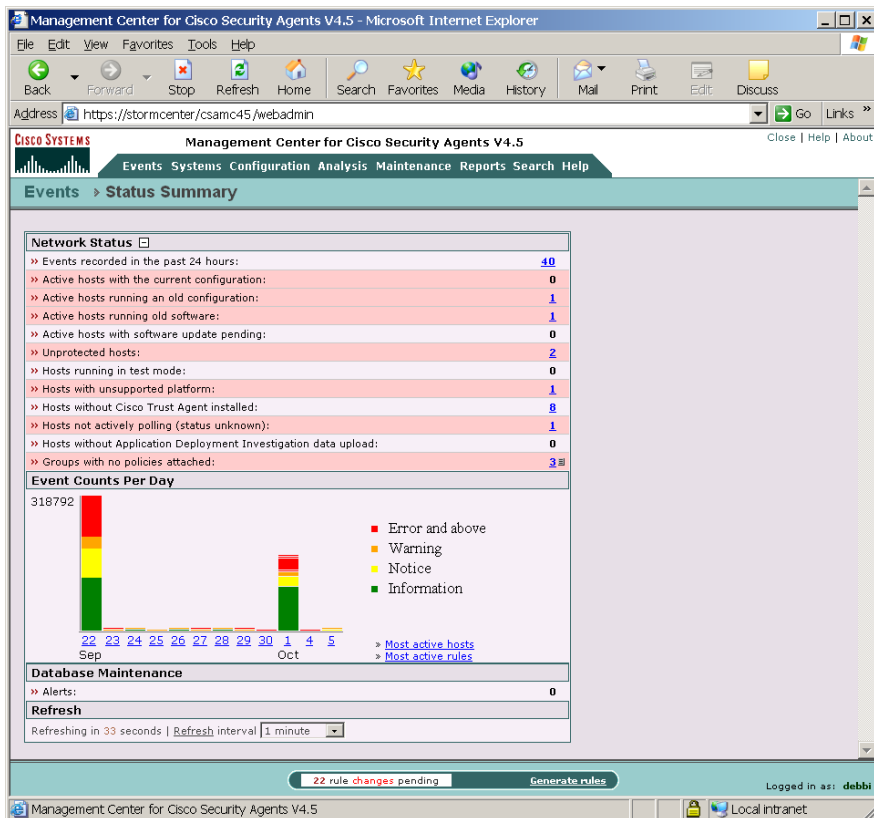 Management Center for Cisco Security Agents V4.5 - Microsoft Internet Explorer
File Edit View Favorites Tools Help
Back Forward Stop Refresh Home Search Favorites Media History Mail Print Edit Discuss
Address https://stormcenter/csamc45/webadmin Go Links »
CISCO SYSTEMS Management Center for Cisco Security Agents V4.5 Close | Help | About
Events Systems Configuration Analysis Maintenance Reports Search Help
Events > Status Summary
Network Status
» Events recorded in the past 24 hours: 40
» Active hosts with the current configuration: 0
» Active hosts running an old configuration: 1
» Active hosts running old software: 1
» Active hosts with software update pending: 0
» Unprotected hosts: 2
» Hosts running in test mode: 0
» Hosts with unsupported platform: 1
» Hosts without Cisco Trust Agent installed: 8
» Hosts not actively polling (status unknown): 1
» Hosts without Application Deployment Investigation data upload: 0
» Groups with no policies attached: 3
Event Counts Per Day
318792
Error and above
Warning
Notice
Information
22 23 24 25 26 27 28 29 30 1 4 5
Sep Oct
» Most active hosts
» Most active rules
Database Maintenance
» Alerts: 0
Refresh
Refreshing in 33 seconds | Refresh interval 1 minute
22 rule changes pending Generate rules
Logged in as: debbi
Management Center for Cisco Security Agents V4.5 Local intranet